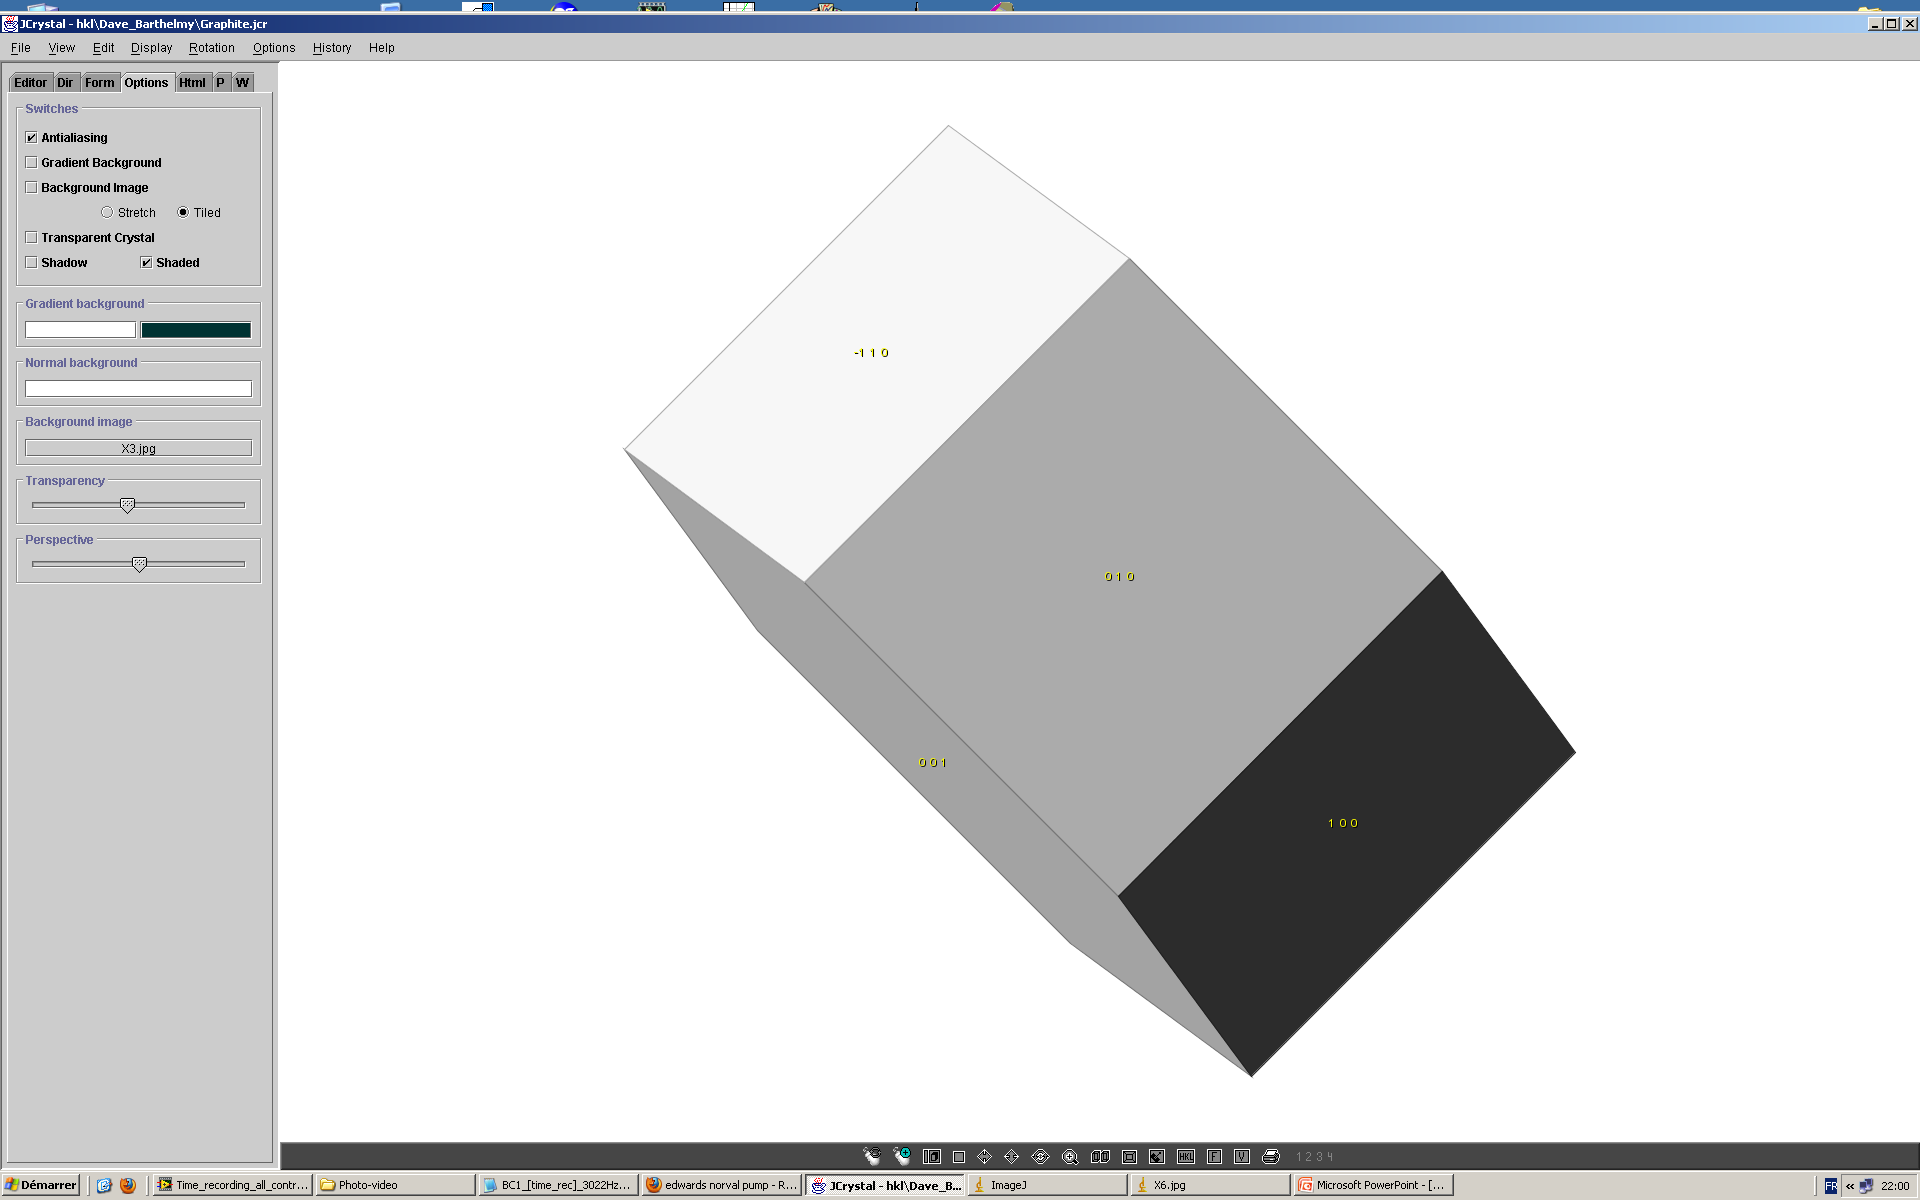 JCrystal - hkl\Dave_Barthelmy\Graphite.jcr
File View Edit Display Rotation Options History Help
Editor Dir Form Options Html P W
Switches
Antialiasing
Gradient Background
Background Image
Stretch Tiled
Transparent Crystal
Shadow Shaded
Gradient background
Normal background
Background image
X3.jpg
Transparency
Perspective
-1 1 0
0 1 0
0 0 1
1 0 0
HKL F V 1 2 3 4
Démarrer Time_recording_all_contr... Photo-video BC1_[time_rec]_3022Hz... edwards norval pump - R... JCrystal - hkl\Dave_B... ImageJ X6.jpg Microsoft PowerPoint - [... FR « 22:00